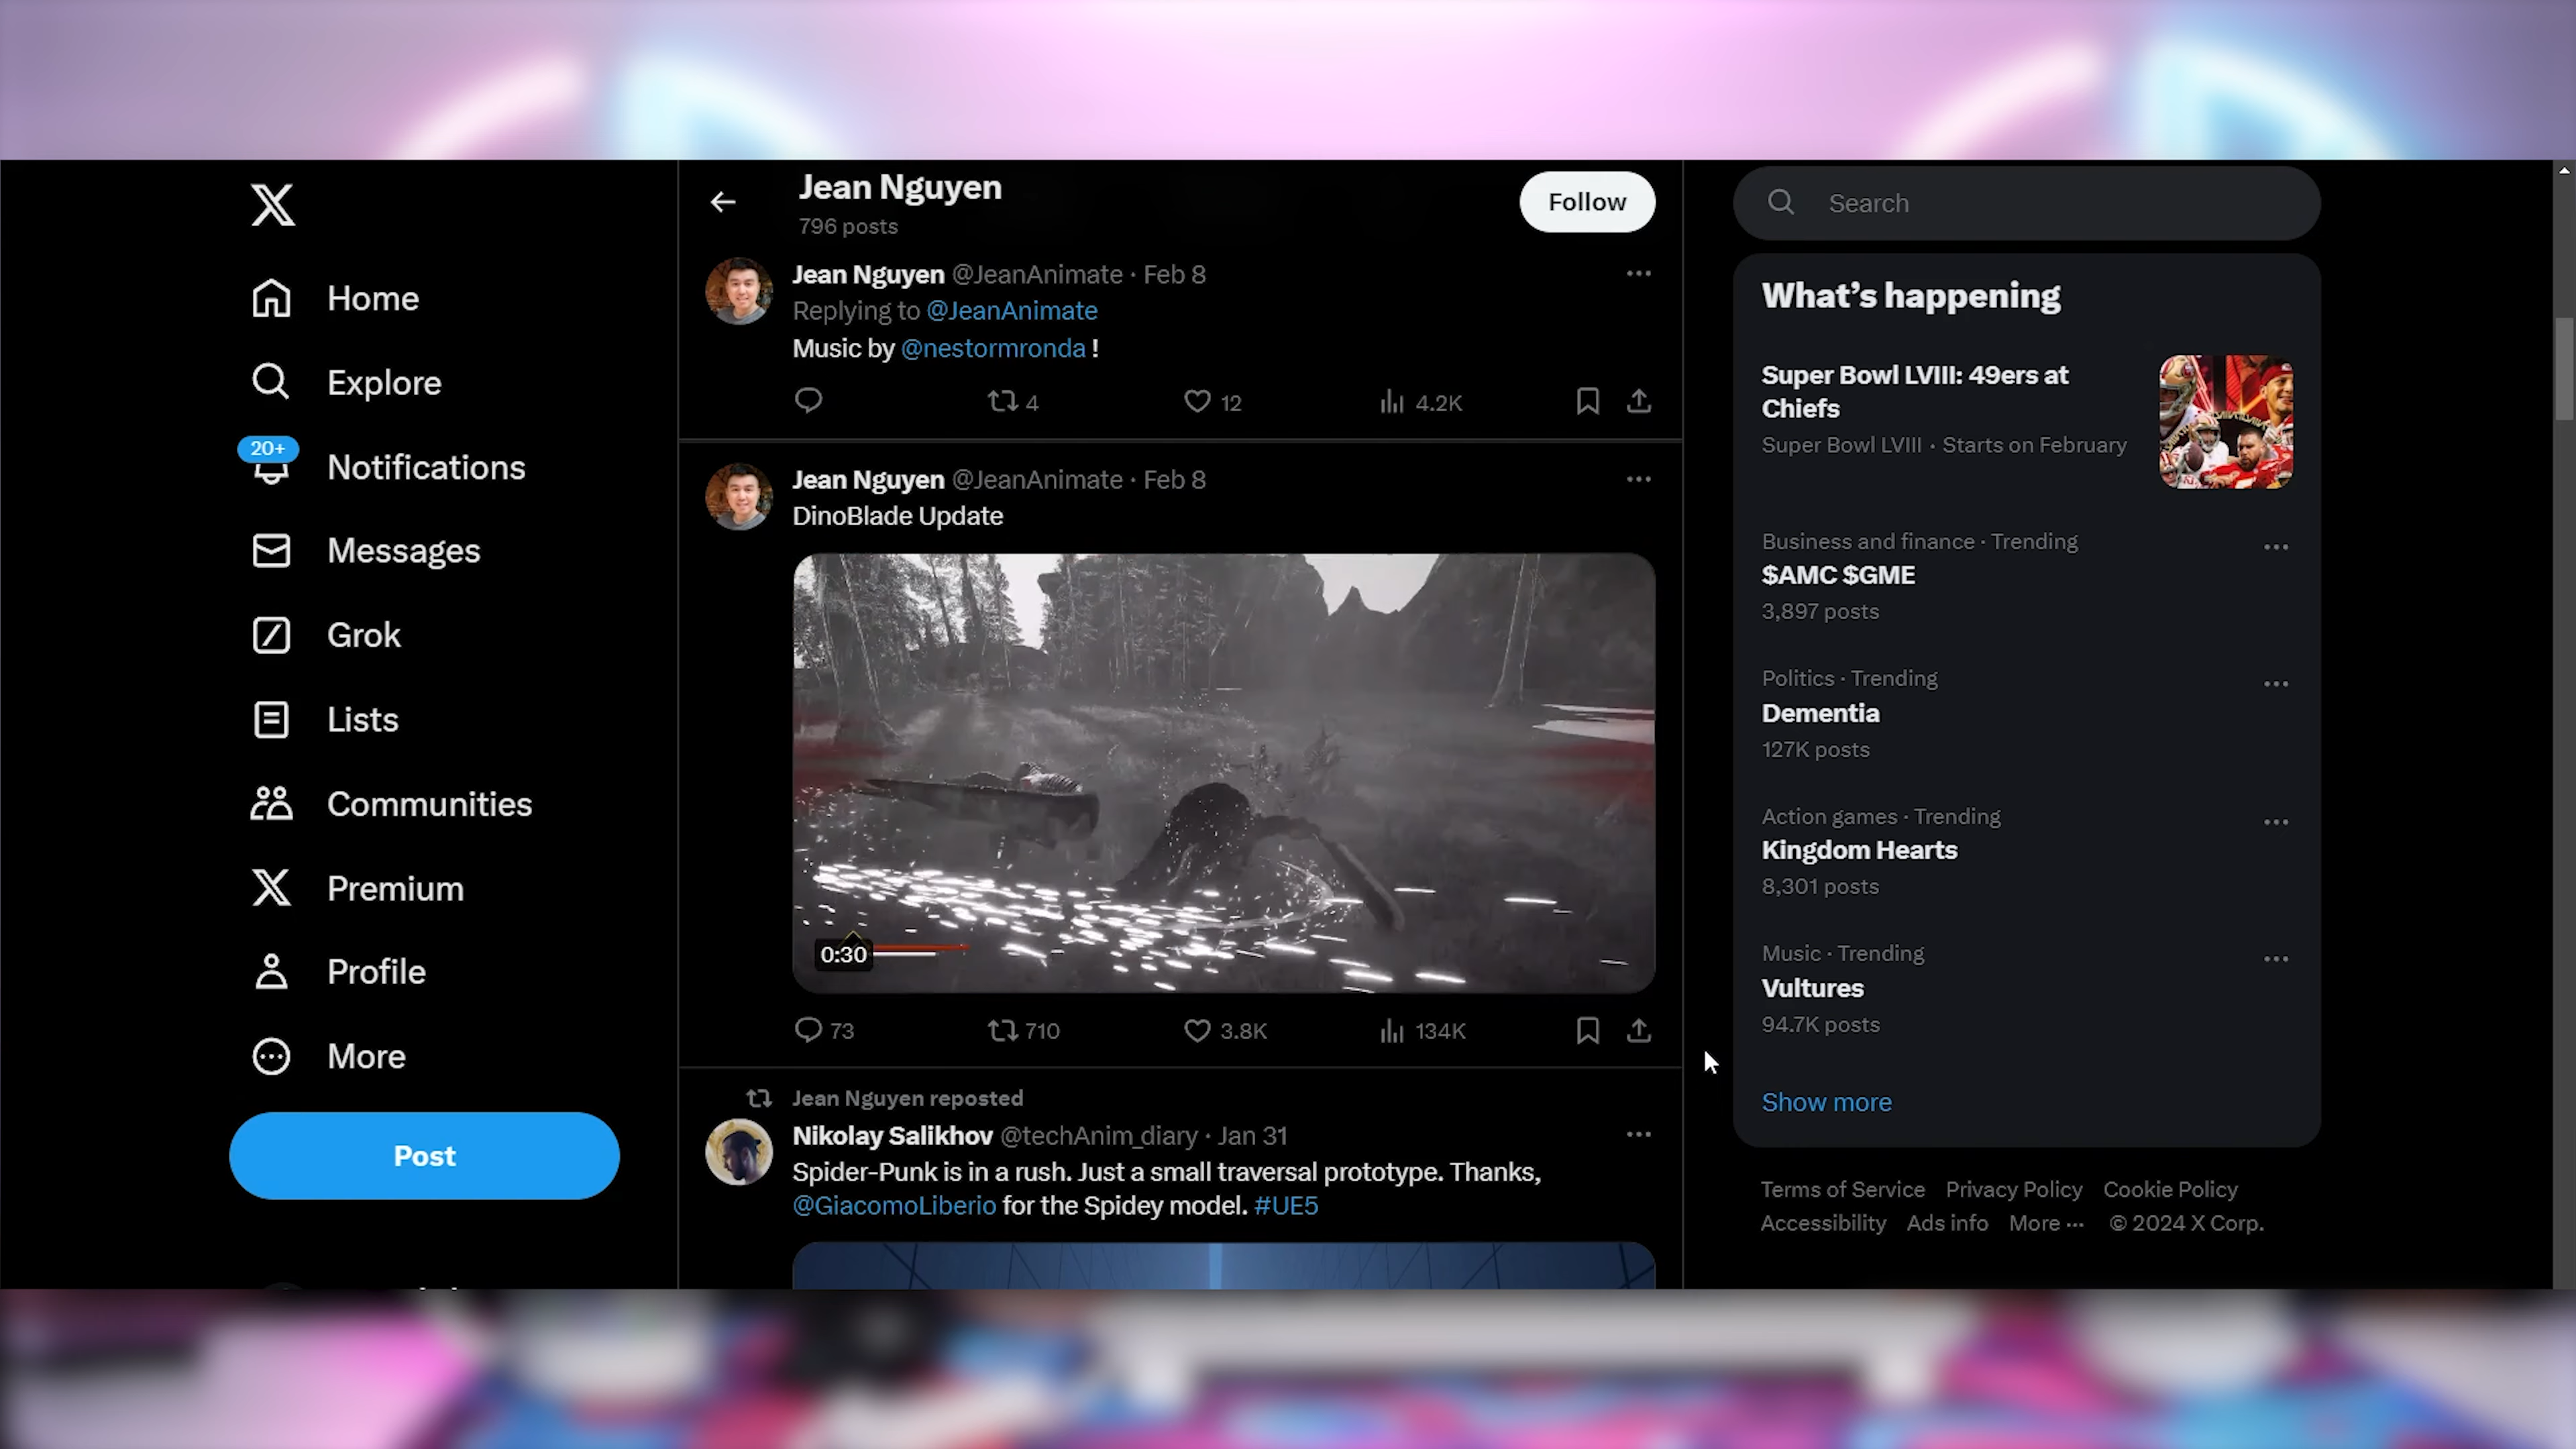 Home
Explore
20+
Notifications
Messages
Grok
Lists
Communities
Premium
Profile
More
Post
Jean Nguyen
796 posts
Follow
Jean Nguyen @JeanAnimate · Feb 8
Replying to @JeanAnimate
Music by @nestormronda !
4
12
4.2K
Jean Nguyen @JeanAnimate · Feb 8
DinoBlade Update
0:30
73
710
3.8K
134K
Jean Nguyen reposted
Nikolay Salikhov @techAnim_diary · Jan 31
Spider-Punk is in a rush. Just a small traversal prototype. Thanks,
@GiacomoLiberio for the Spidey model. #UE5
Search
What's happening
Super Bowl LVIII: 49ers at
Chiefs
Super Bowl LVIII · Starts on February
Business and finance · Trending
$AMC $GME
3,897 posts
Politics · Trending
Dementia
127K posts
Action games · Trending
Kingdom Hearts
8,301 posts
Music · Trending
Vultures
94.7K posts
Show more
Terms of Service Privacy Policy Cookie Policy
Accessibility Ads info More ··· © 2024 X Corp.